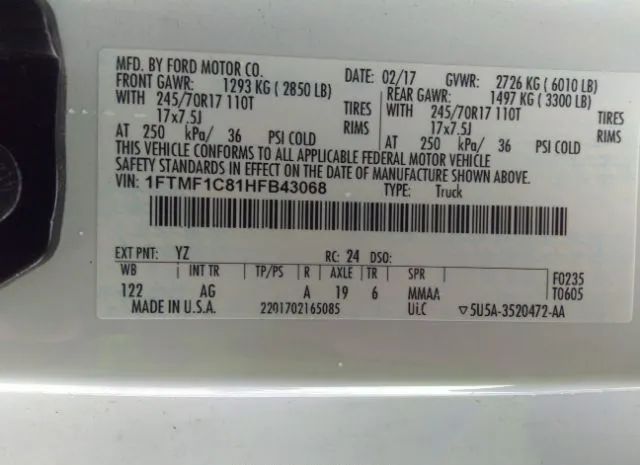 MFD. BY FORD MOTOR CO. DATE: 02/17 GVWR: 2726 KG (6010 LB)
FRONT GAWR: 1293 KG (2850 LB) REAR GAWR: 1497 KG (3300 LB)
WITH 245/70R17 110T TIRES WITH 245/70R17 110T TIRES
17x7.5J RIMS 17x7.5J RIMS
AT 250 kPa/ 36 PSI COLD AT 250 kPa/ 36 PSI COLD
THIS VEHICLE CONFORMS TO ALL APPLICABLE FEDERAL MOTOR VEHICLE
SAFETY STANDARDS IN EFFECT ON THE DATE OF MANUFACTURE SHOWN ABOVE.
VIN: 1FTMF1C81HFB43068 TYPE: Truck
EXT PNT: YZ RC: 24 DSO:
WB INT TR TP/PS R AXLE TR SPR F0235
122 AG A 19 6 MMAA T0605
MADE IN U.S.A. 2201702165085 UiLC ▽5U5A-3520472-AA